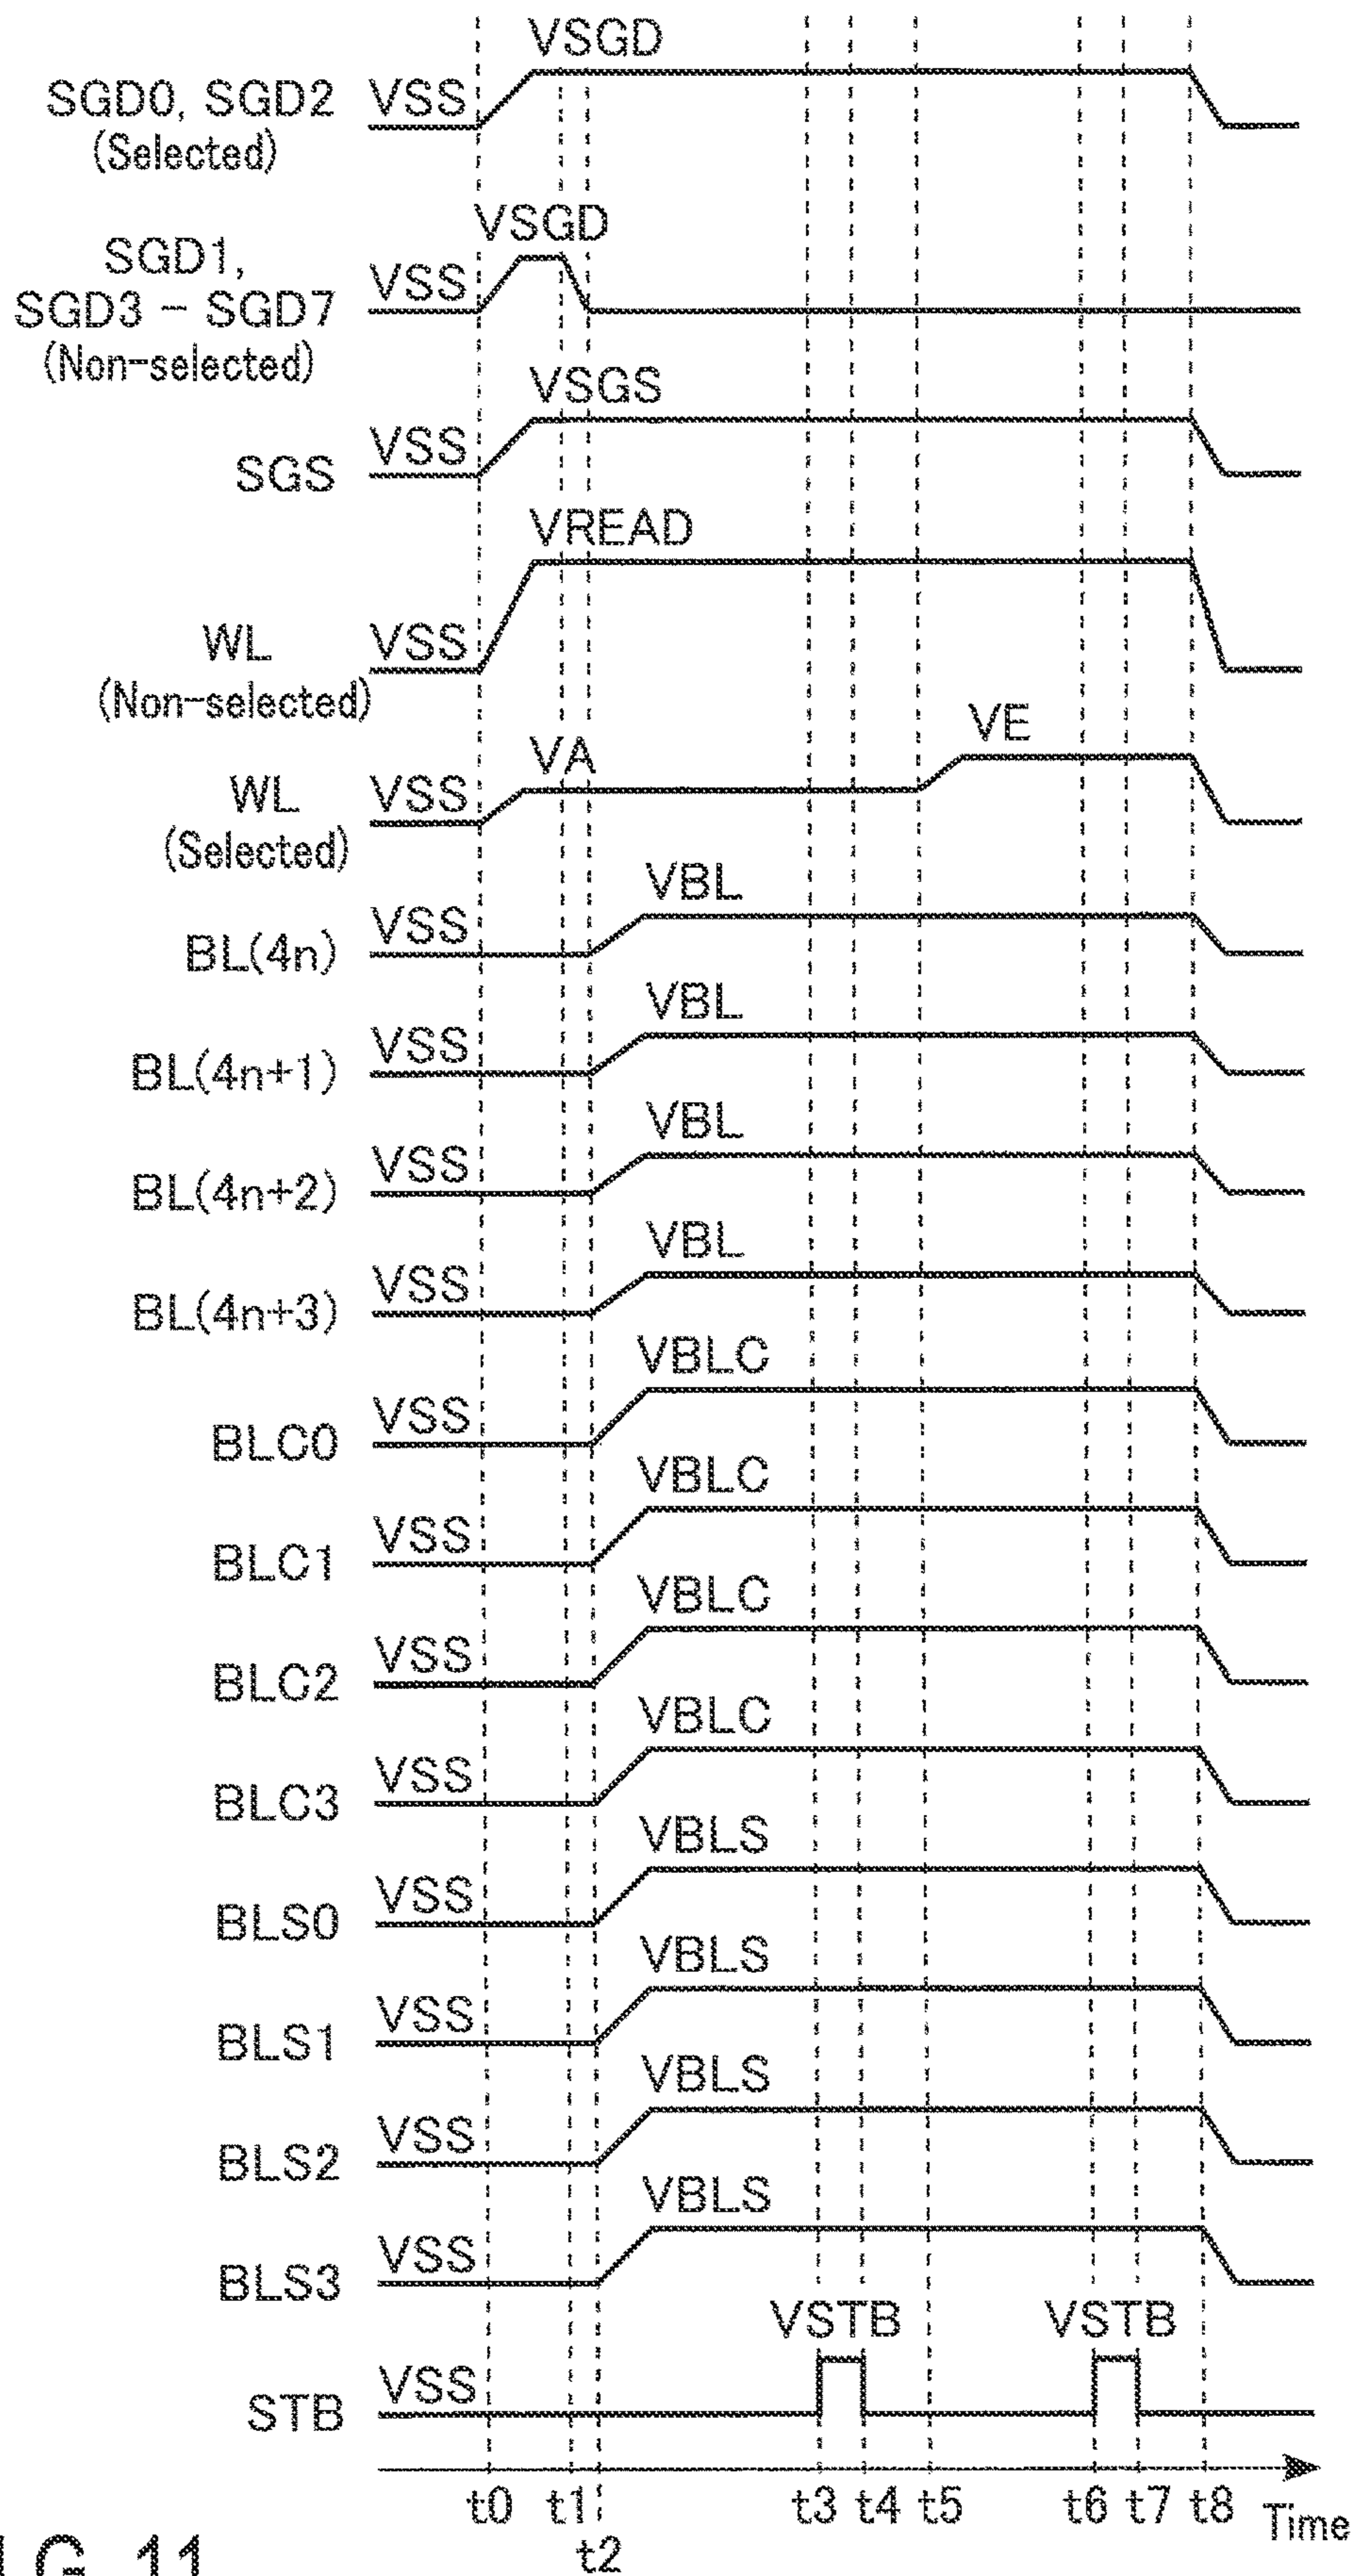 VSGD
SGD0, SGD2 VSS
(Selected)
VSGD
SGD1,
SGD3 – SGD7 VSS
(Non-selected)
VSGS
SGS VSS
VREAD
WL VSS
(Non-selected)
VE
VA
WL VSS
(Selected)
VBL
BL(4n) VSS
VBL
BL(4n+1) VSS
VBL
BL(4n+2) VSS
VBL
BL(4n+3) VSS
VBLC
BLC0 VSS
VBLC
BLC1 VSS
VBLC
BLC2 VSS
VBLC
BLC3 VSS
VBLS
BLS0 VSS
VBLS
BLS1 VSS
VBLS
BLS2 VSS
VBLS
BLS3 VSS
VSTB VSTB
STB VSS
t0 t1 t3 t4 t5 t6 t7 t8 Time
t2
G. 11